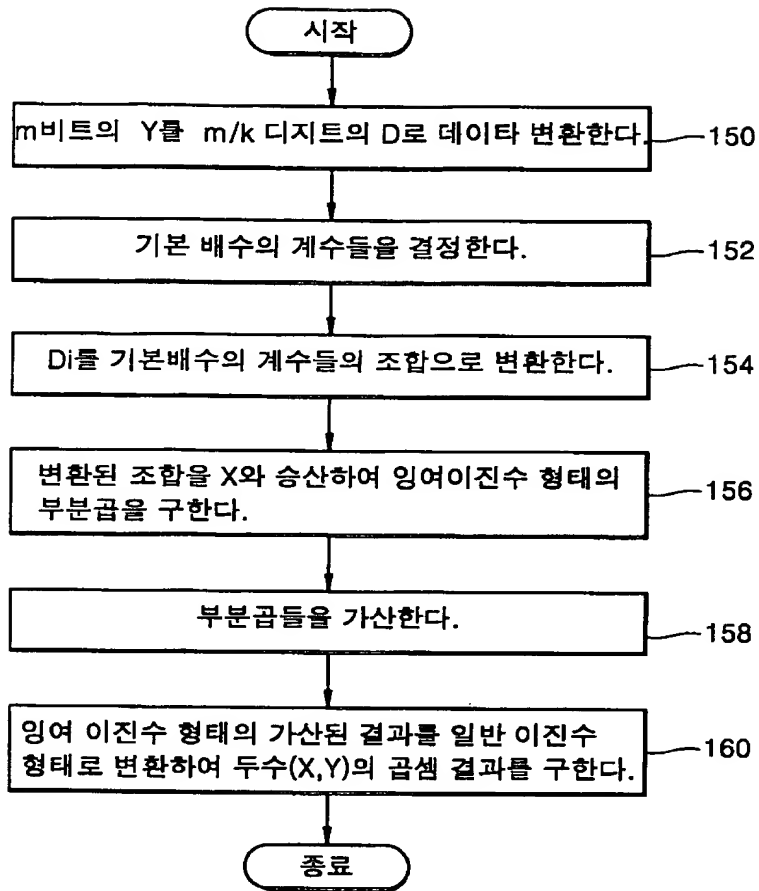 시작
m비트의 Y를 m/k 디지트의 D로 데이타 변환한다.
150
기본 배수의 계수들을 결정한다.
152
Di를 기본배수의 계수들의 조합으로 변환한다.
154
변환된 조합을 X와 승산하여 잉여이진수 형태의
부분곱을 구한다.
156
부분곱들을 가산한다.
158
잉여 이진수 형태의 가산된 결과를 일반 이진수
형태로 변환하여 두수(X,Y)의 곱셈 결과를 구한다.
160
종료